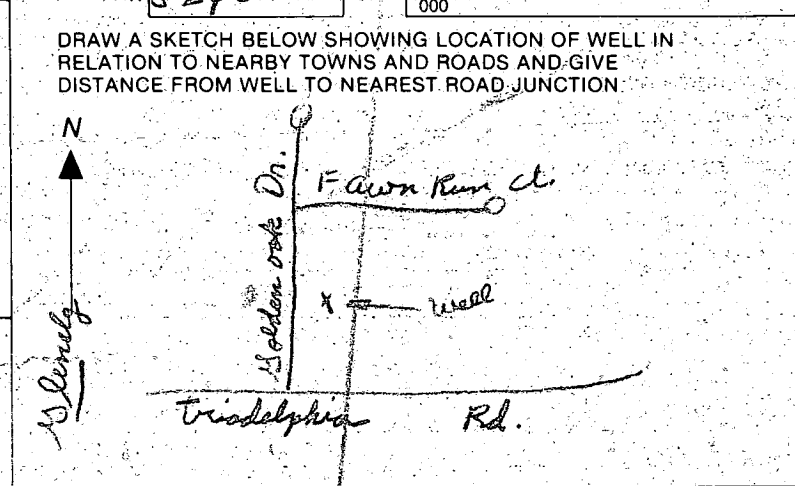 000
DRAW A SKETCH BELOW SHOWING LOCATION OF WELL IN
RELATION TO NEARBY TOWNS AND ROADS AND GIVE
DISTANCE FROM WELL TO NEAREST ROAD JUNCTION
N
Fawn Run Ct.
Golden oak Dr.
x
Well
Glenelg
Triadelphia Rd.